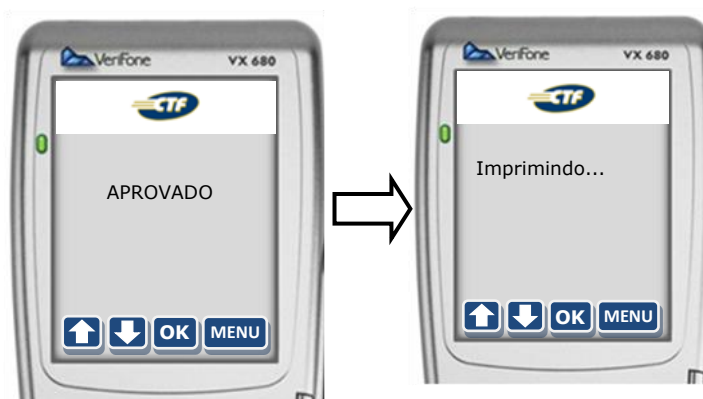 VeriFone VX 680
CTF
APROVADO
OK MENU
VeriFone VX 680
CTF
Imprimindo...
OK MENU